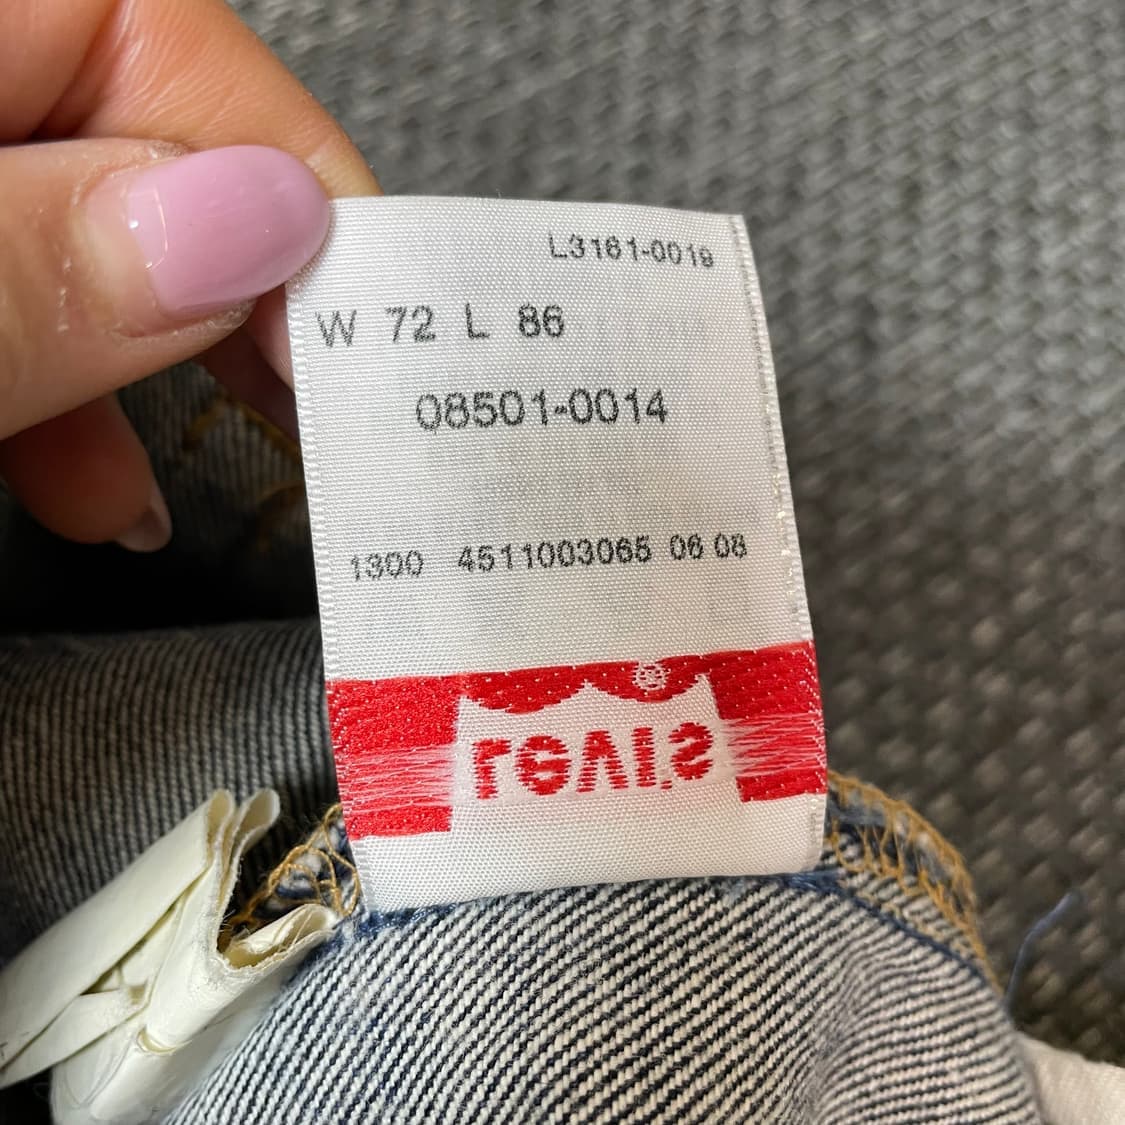 L3161-0019
W 72 L 86
08501-0014
1300 4511003065 06 08
Levi's